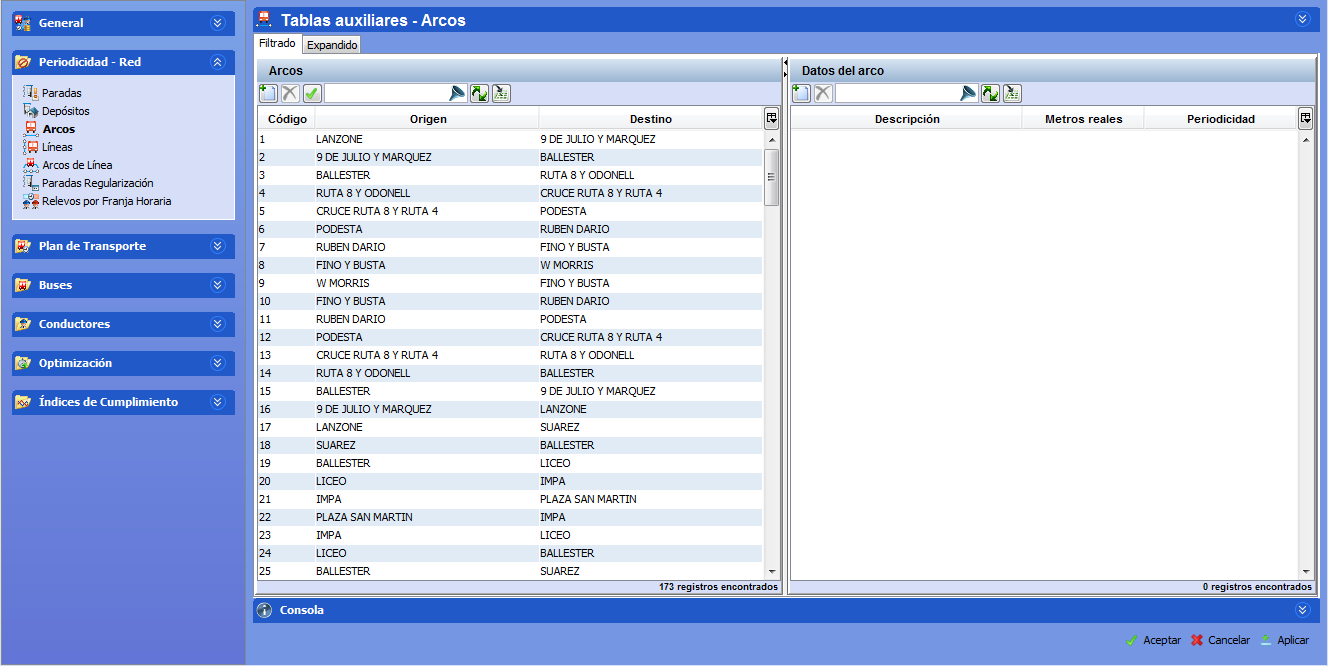 General
Periodicidad - Red
Paradas
Depósitos
Arcos
Líneas
Arcos de Línea
Paradas Regularización
Relevos por Franja Horaria
Plan de Transporte
Buses
Conductores
Optimización
Índices de Cumplimiento
Tablas auxiliares - Arcos
Filtrado Expandido
Arcos
Código Origen Destino
1 LANZONE 9 DE JULIO Y MARQUEZ
2 9 DE JULIO Y MARQUEZ BALLESTER
3 BALLESTER RUTA 8 Y ODONELL
4 RUTA 8 Y ODONELL CRUCE RUTA 8 Y RUTA 4
5 CRUCE RUTA 8 Y RUTA 4 PODESTA
6 PODESTA RUBEN DARIO
7 RUBEN DARIO FINO Y BUSTA
8 FINO Y BUSTA W MORRIS
9 W MORRIS FINO Y BUSTA
10 FINO Y BUSTA RUBEN DARIO
11 RUBEN DARIO PODESTA
12 PODESTA CRUCE RUTA 8 Y RUTA 4
13 CRUCE RUTA 8 Y RUTA 4 RUTA 8 Y ODONELL
14 RUTA 8 Y ODONELL BALLESTER
15 BALLESTER 9 DE JULIO Y MARQUEZ
16 9 DE JULIO Y MARQUEZ LANZONE
17 LANZONE SUAREZ
18 SUAREZ BALLESTER
19 BALLESTER LICEO
20 LICEO IMPA
21 IMPA PLAZA SAN MARTIN
22 PLAZA SAN MARTIN IMPA
23 IMPA LICEO
24 LICEO BALLESTER
25 BALLESTER SUAREZ
173 registros encontrados
Datos del arco
Descripción Metros reales Periodicidad
0 registros encontrados
Consola
Aceptar Cancelar Aplicar